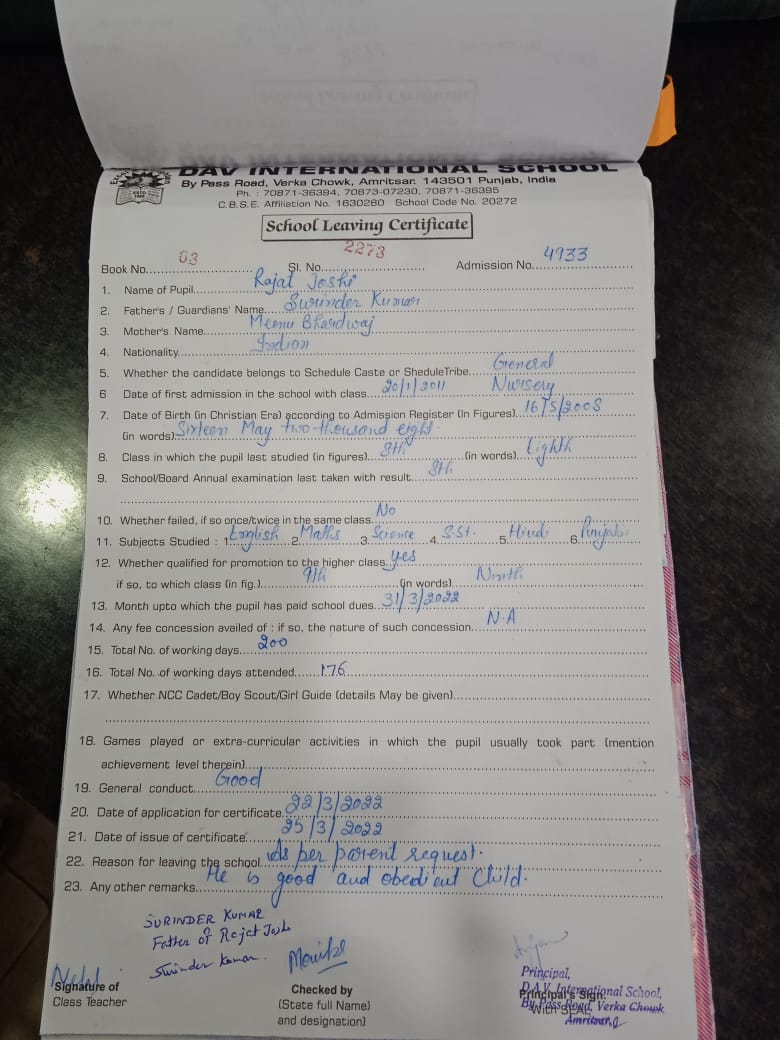 DAV INTERNATIONAL SCHOOL
By Pass Road, Verka Chowk, Amritsar. 143501 Punjab, India
Ph. : 70871-36394, 70873-07230, 70871-36395
C.B.S.E. Affiliation No. 1630280 School Code No. 20272
School Leaving Certificate
Book No. 03 Sl. No. 2273 Admission No. 4933
1. Name of Pupil Rajat Joshi
2. Father's / Guardians' Name Surinder Kumar
3. Mother's Name Meenu Bhardwaj
4. Nationality Indian
5. Whether the candidate belongs to Schedule Caste or SheduleTribe General
6 Date of first admission in the school with class 20/1/2011 Nursery
7. Date of Birth (in Christian Era) according to Admission Register (In Figures) 16/5/2008
(in words) Sixteen May two thousand eight.
8. Class in which the pupil last studied (in figures) 8th (in words) Eighth
9. School/Board Annual examination last taken with result 8th
10. Whether failed, if so once/twice in the same class No
11. Subjects Studied : 1. English 2. Maths 3. Science 4. S.St. 5. Hindi 6. Punjabi
12. Whether qualified for promotion to the higher class yes
if so, to which class (in fig.) 9th (in words) Ninth
13. Month upto which the pupil has paid school dues 31/3/2022
14. Any fee concession availed of : if so, the nature of such concession N.A
15. Total No. of working days 200
16. Total No. of working days attended 176
17. Whether NCC Cadet/Boy Scout/Girl Guide (details May be given)
18. Games played or extra-curricular activities in which the pupil usually took part (mention
achievement level therein)
19. General conduct Good
20. Date of application for certificate 22/3/2022
21. Date of issue of certificate 25/3/2022
22. Reason for leaving the school As per parent request.
23. Any other remarks He is good and obedient Child.
SURINDER KUMAR
Father of Rajat Joshi
Surinder Kumar.
Signature of
Class Teacher
Checked by
(State full Name)
and designation)
Principal,
D.A.V. International School,
Principal's Sign.
By Pass Road, Verka Chowk
With SEAL
Amritsar.